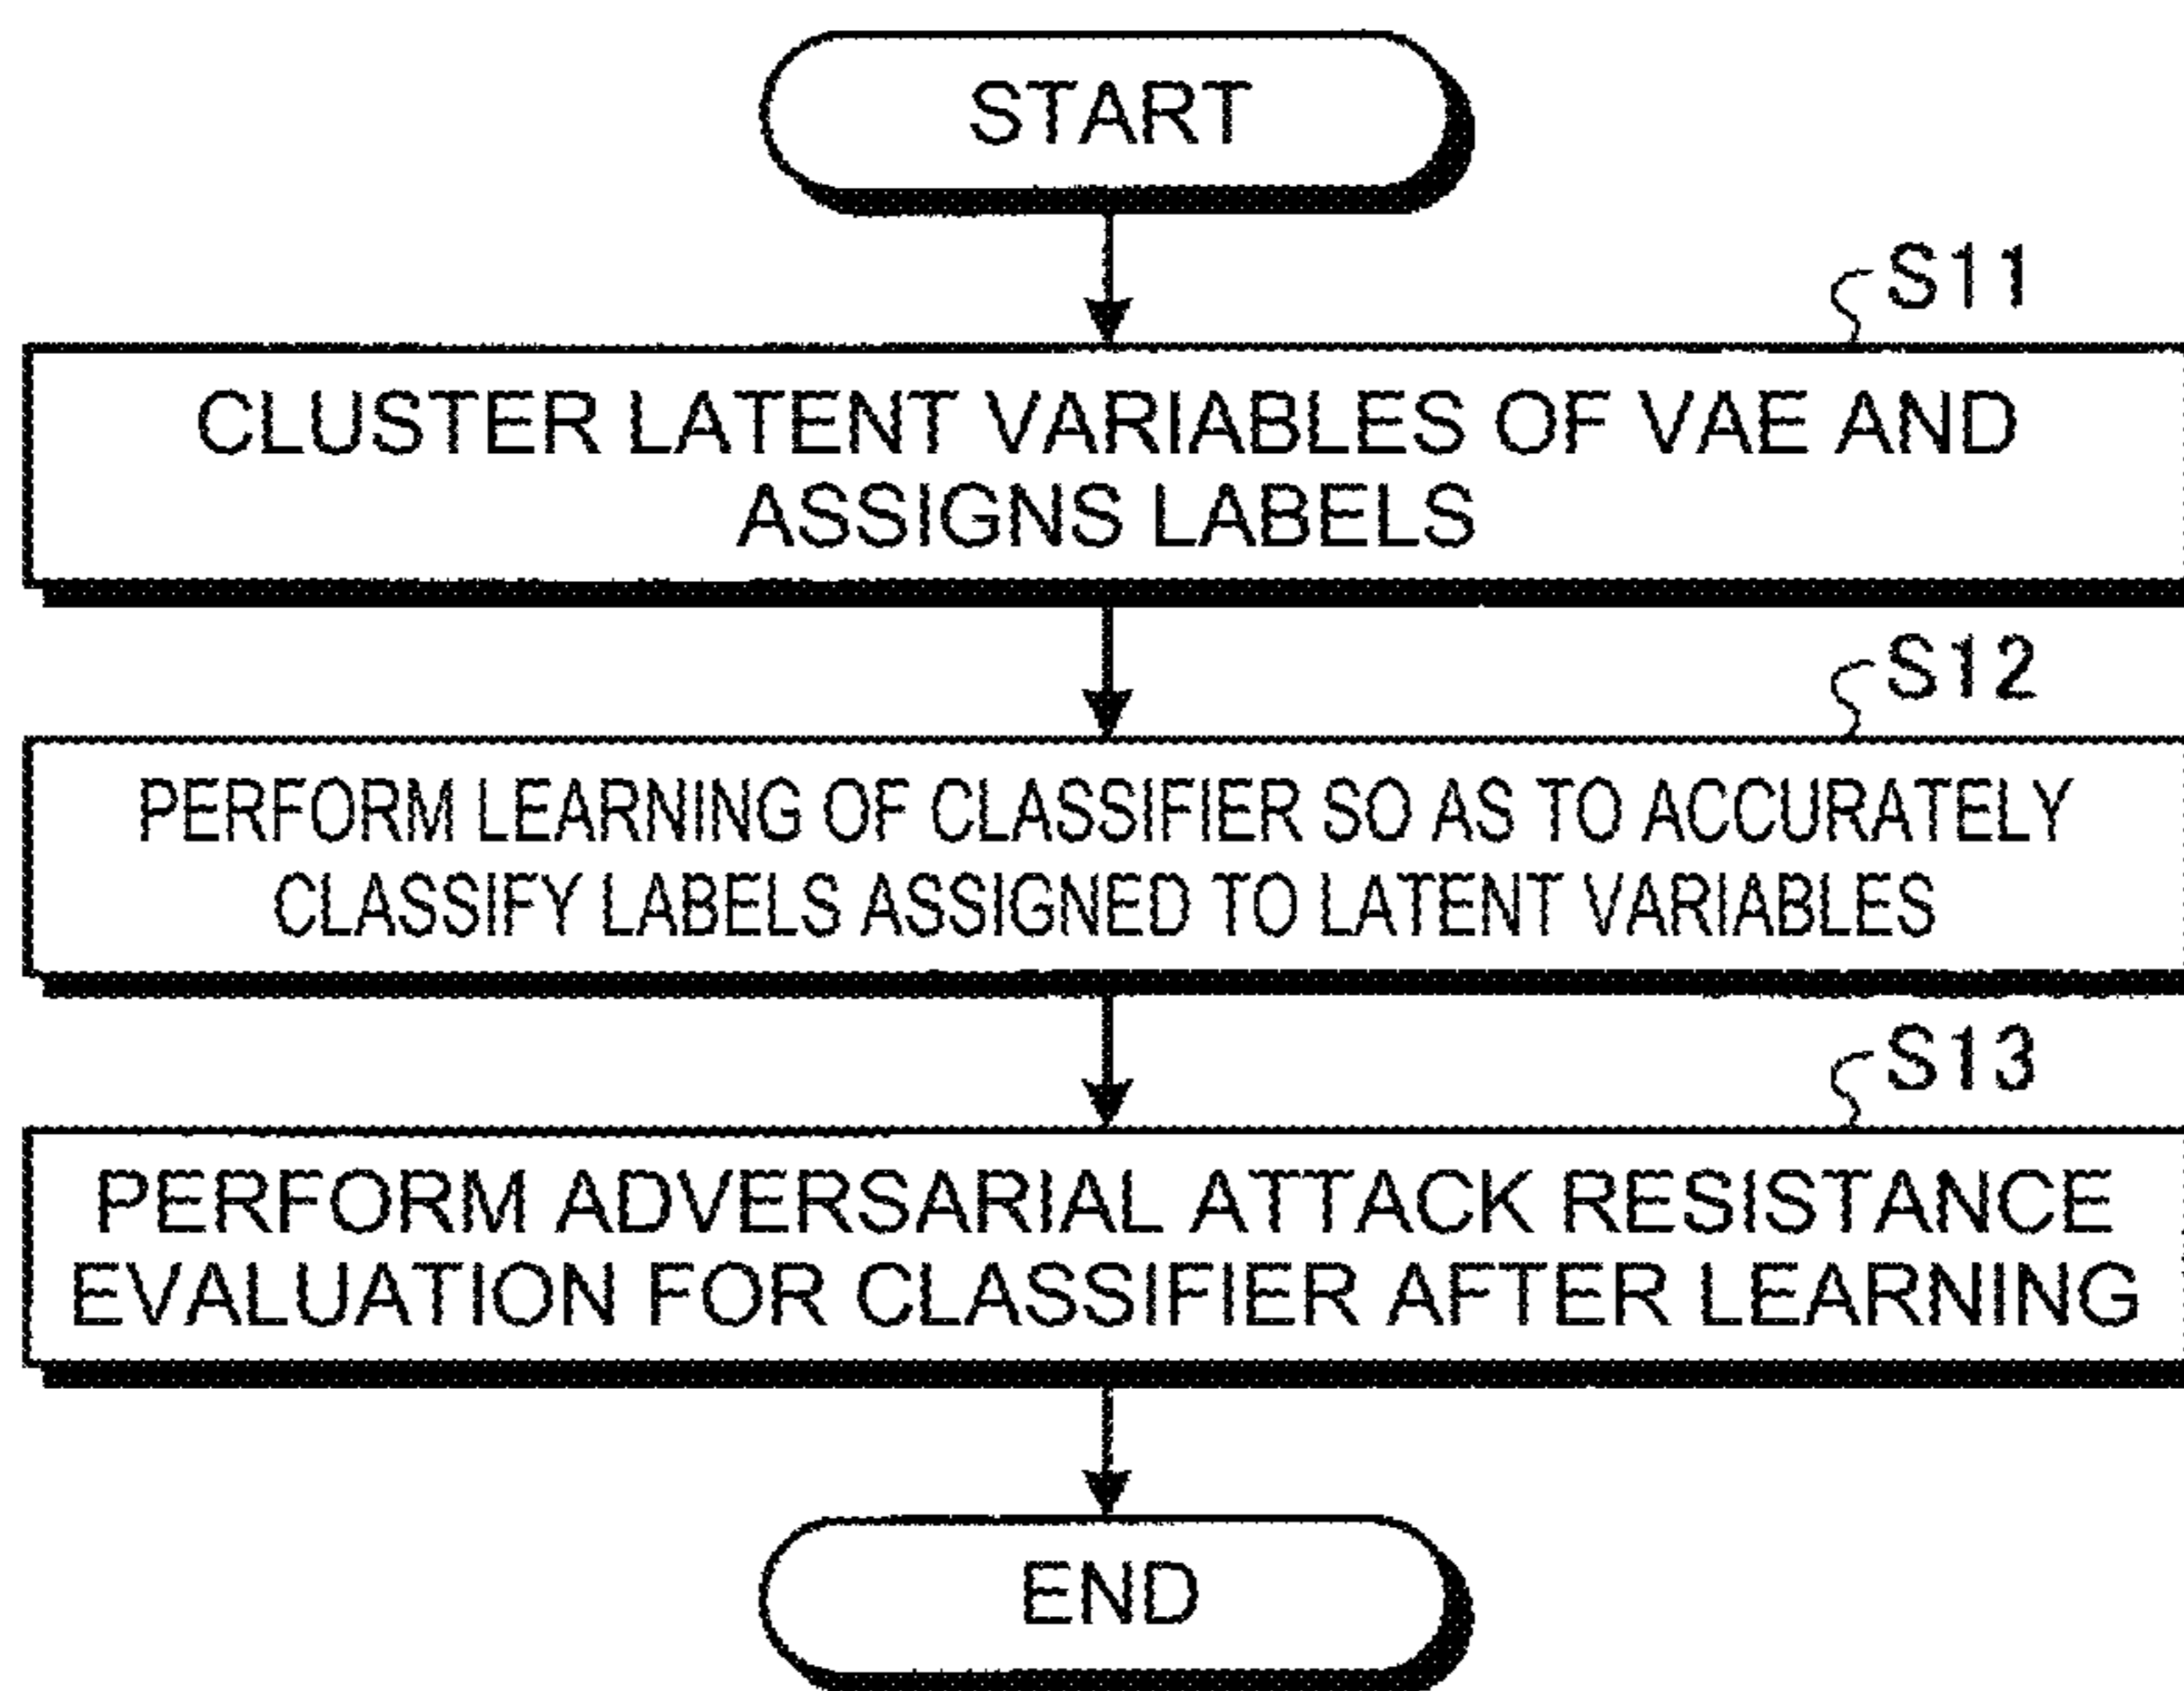 START
S11
CLUSTER LATENT VARIABLES OF VAE AND
ASSIGNS LABELS
S12
PERFORM LEARNING OF CLASSIFIER SO AS TO ACCURATELY
CLASSIFY LABELS ASSIGNED TO LATENT VARIABLES
S13
PERFORM ADVERSARIAL ATTACK RESISTANCE
EVALUATION FOR CLASSIFIER AFTER LEARNING
END